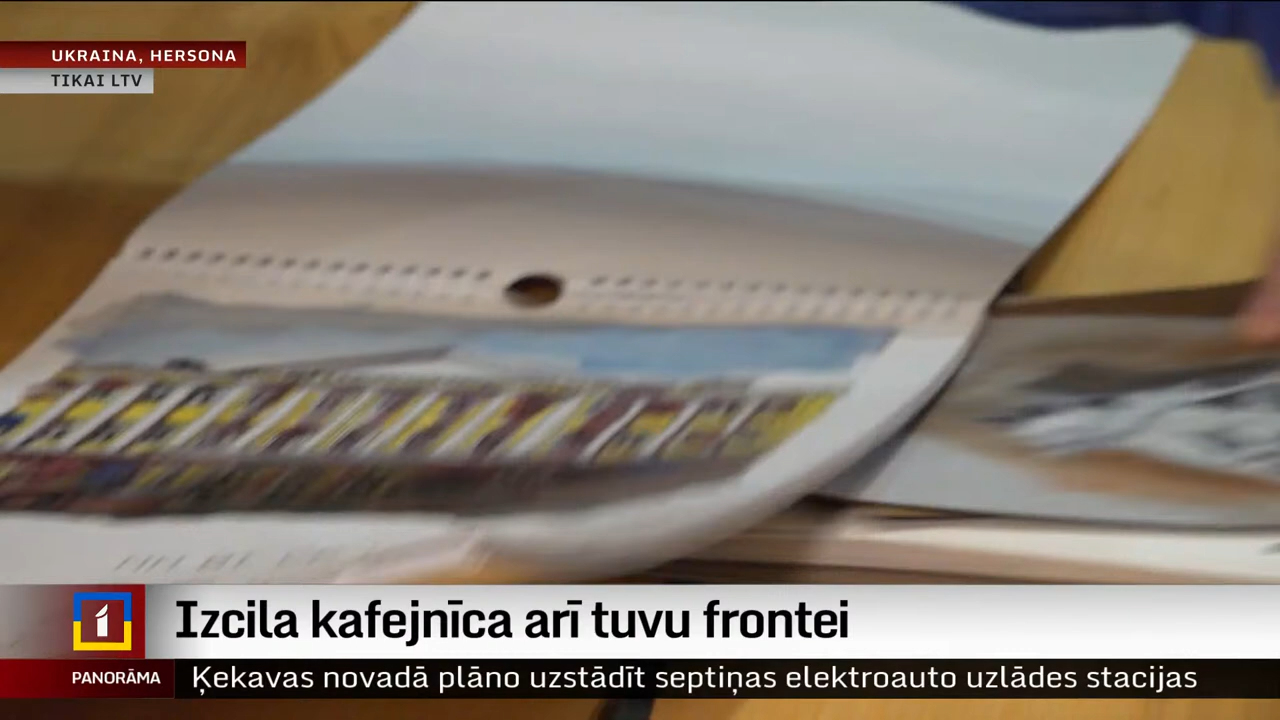 UKRAINA, HERSONA
TIKAI LTV
1
Izcila kafejnīca arī tuvu frontei
PANORĀMA
Ķekavas novadā plāno uzstādīt septiņas elektroauto uzlādes stacijas